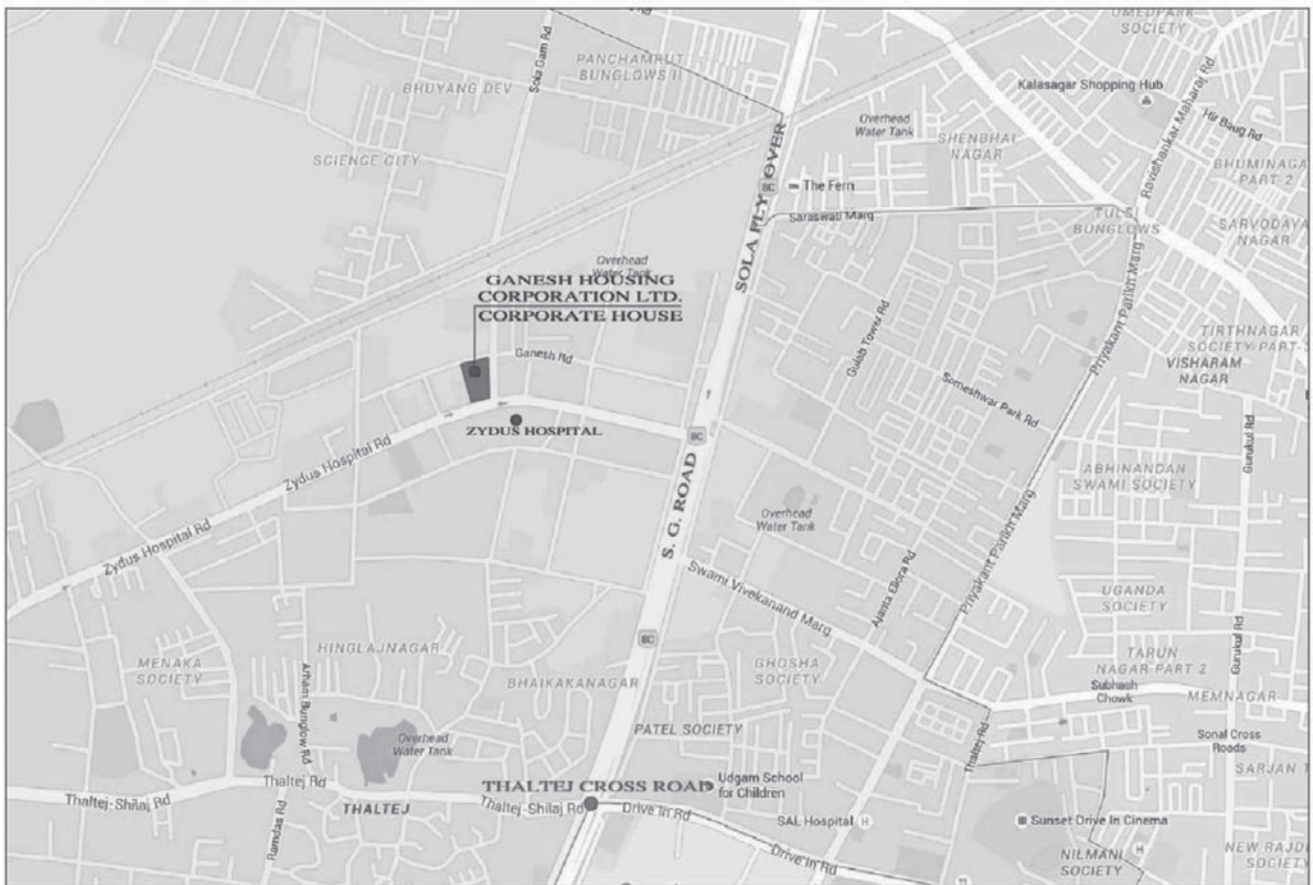 UMEDPARK
SOCIETY
PANCHAMRUT
BUNGLOWS II
Sola Gam Rd
BHUYANG DEV
Kalasagar Shopping Hub
Ravishankar Maharaj Rd
Hir Baug Rd
Overhead
Water Tank
SHENBHAI
NAGAR
SCIENCE CITY
BHUMINAGA
PART-2
SOLA FLY OVER
8C
The Fern
Saraswati Marg
BUNGLOWS
SARVODAYA
NAGAR
Overhead
Water Tank
GANESH HOUSING
CORPORATION LTD.
CORPORATE HOUSE
Ganesh Rd
Gulab Tower Rd
Priyakant Parikh Marg
TIRTHNAGAR
SOCIETY PART-
VISHARAM
NAGAR
Someshwar Park Rd
ZYDUS HOSPITAL
8C
Zydus Hospital Rd
S. G. ROAD
Gurukul Rd
ABHINANDAN
SWAMI SOCIETY
Overhead
Water Tank
Zydus Hospital Rd
Priyakant Parikh Marg
Swami Vivekanand Marg
Ajanta Ellora Rd
UGANDA
SOCIETY
8C
HINGLAJNAGAR
MENAKA
SOCIETY
Arham Bunglow Rd
BHAIKAKANAGAR
GHOSHA
SOCIETY
TARUN
NAGAR-PART 2
Gurukul Rd
Subhash
Chowk
MEMNAGAR
PATEL SOCIETY
Overhead
Water Tank
Thaltej Rd
Sonal Cross
Roads
SARJAN
Thaltej Rd
THALTEJ CROSS ROAD
Udgam School
for Children
Thaltej-Shilaj Rd
THALTEJ
Thaltej-Shilaj Rd
Drive In Rd
Ramdas Rd
SAL Hospital
H
Sunset Drive In Cinema
Drive In Rd
NILMANI
SOCIETY
H
NEW RAJD
SOCIET